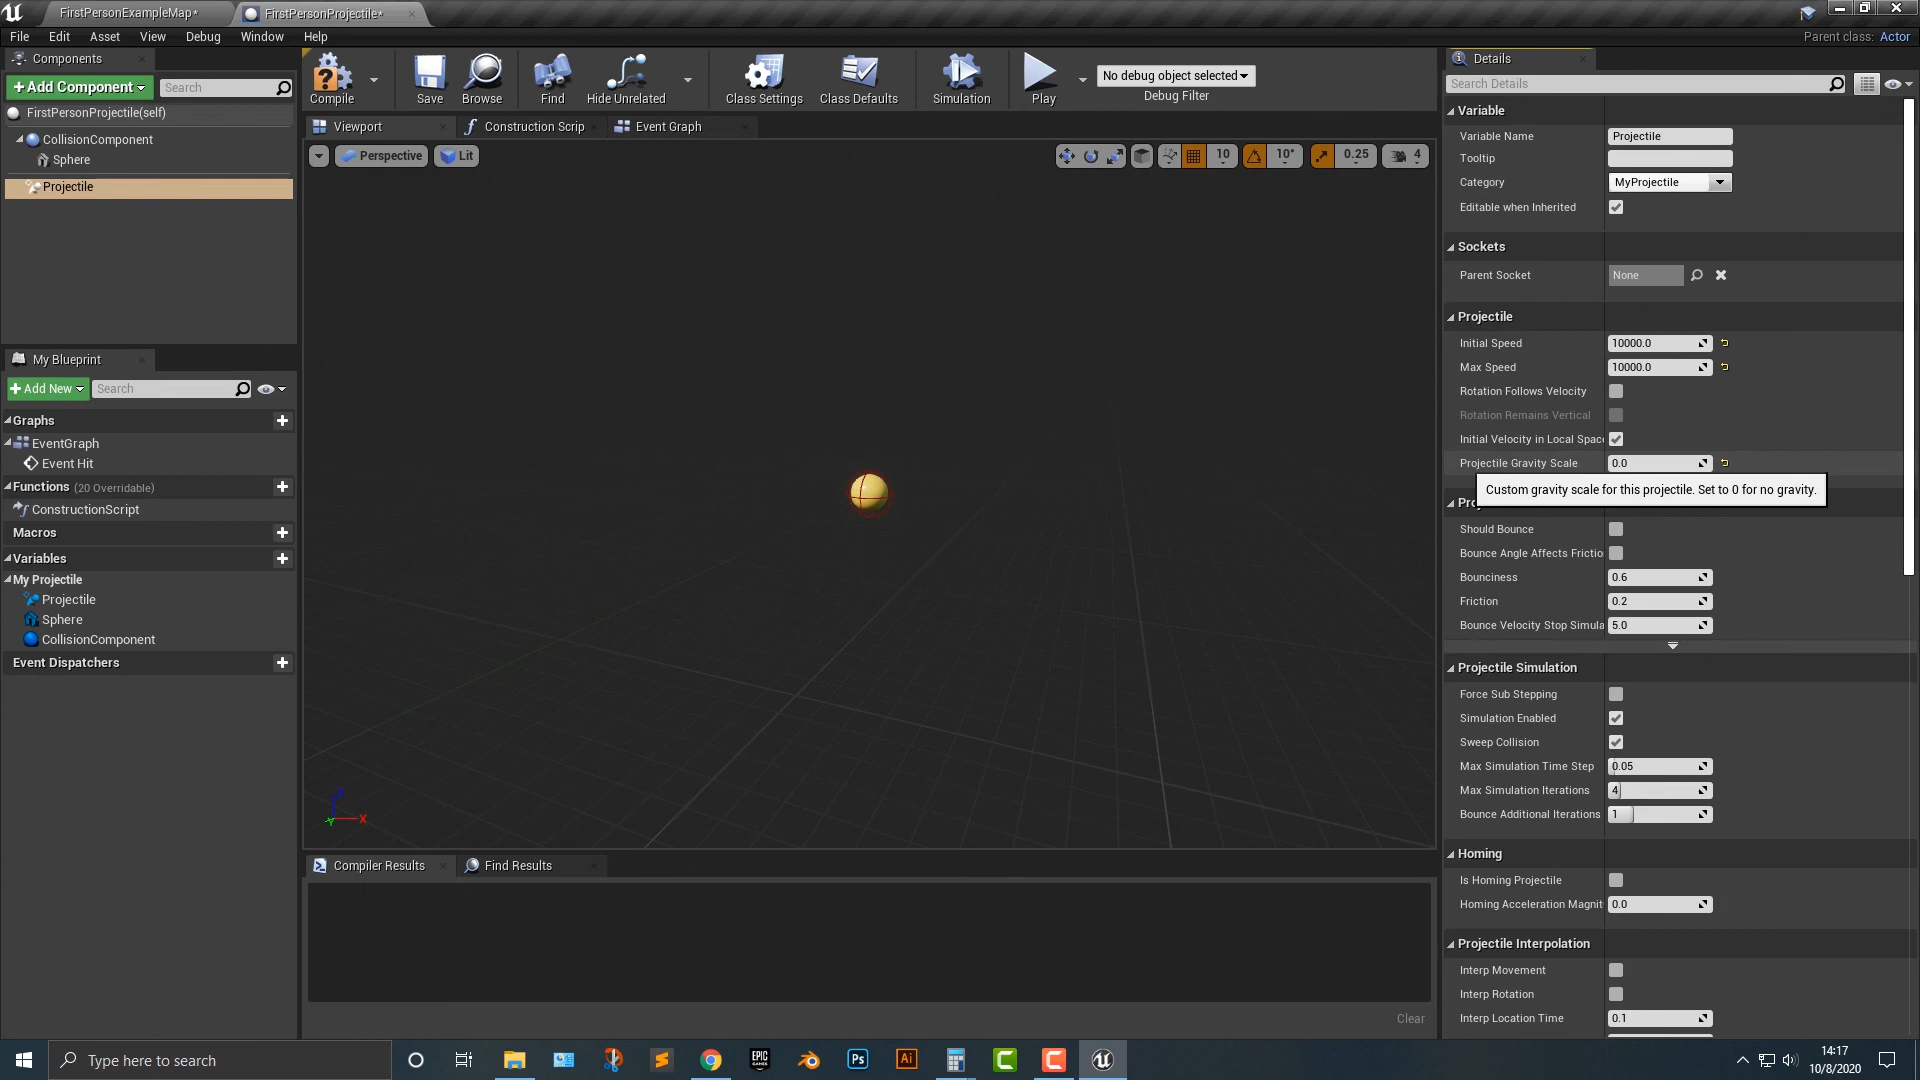 FirstPersonExampleMap*
FirstPersonProjectile*
File Edit Asset View Debug Window Help
Parent class: Actor
Components
+Add Component
Search
FirstPersonProjectile(self)
CollisionComponent
Sphere
Projectile
My Blueprint
+Add New
Search
Graphs
EventGraph
Event Hit
Functions (20 Overridable)
ConstructionScript
Macros
Variables
My Projectile
Projectile
Sphere
CollisionComponent
Event Dispatchers
Compile
Save
Browse
Find
Hide Unrelated
Class Settings
Class Defaults
Simulation
Play
No debug object selected
Debug Filter
Viewport
Construction Scrip
Event Graph
Perspective
Lit
10
10°
0.25
4
Z
Y
X
Compiler Results
Find Results
Clear
Details
Search Details
Variable
Variable Name Projectile
Tooltip
Category MyProjectile
Editable when Inherited
Sockets
Parent Socket None
Projectile
Initial Speed 10000.0
Max Speed 10000.0
Rotation Follows Velocity
Rotation Remains Vertical
Initial Velocity in Local Space
Projectile Gravity Scale 0.0
Custom gravity scale for this projectile. Set to 0 for no gravity.
Should Bounce
Bounce Angle Affects Frictio
Bounciness 0.6
Friction 0.2
Bounce Velocity Stop Simula 5.0
Projectile Simulation
Force Sub Stepping
Simulation Enabled
Sweep Collision
Max Simulation Time Step 0.05
Max Simulation Iterations 4
Bounce Additional Iterations 1
Homing
Is Homing Projectile
Homing Acceleration Magnit 0.0
Projectile Interpolation
Interp Movement
Interp Rotation
Interp Location Time 0.1
Type here to search
EPIC GAMES
Ps
Ai
14:17
10/8/2020